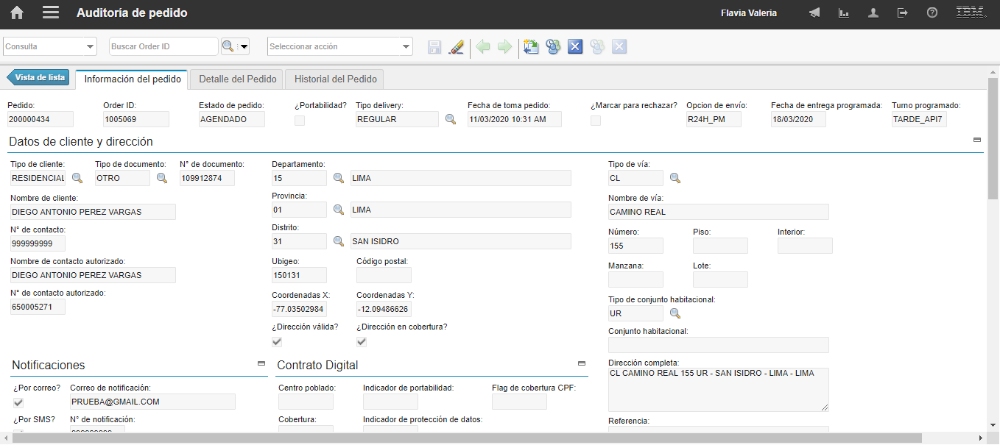 Auditoría de pedido
Flavia Valeria
IBM.
Consulta
Buscar Order ID
Seleccionar acción
Vista de lista
Información del pedido
Detalle del Pedido
Historial del Pedido
Pedido: Order ID: Estado de pedido: ¿Portabilidad? Tipo delivery: Fecha de toma pedido: ¿Marcar para rechazar? Opcion de envío: Fecha de entrega programada: Turno programado:
200000434 1005069 AGENDADO REGULAR 11/03/2020 10:31 AM R24H_PM 18/03/2020 TARDE_API7
Datos de cliente y dirección
Tipo de cliente: Tipo de documento: N° de documento:
RESIDENCIAL OTRO 109912874
Nombre de cliente:
DIEGO ANTONIO PEREZ VARGAS
N° de contacto:
999999999
Nombre de contacto autorizado:
DIEGO ANTONIO PEREZ VARGAS
N° de contacto autorizado:
650005271
Departamento:
15 LIMA
Provincia:
01 LIMA
Distrito:
31 SAN ISIDRO
Ubigeo: Código postal:
150131
Coordenadas X: Coordenadas Y:
-77.03502984 -12.09486626
¿Dirección válida? ¿Dirección en cobertura?
Tipo de vía:
CL
Nombre de vía:
CAMINO REAL
Número: Piso: Interior:
155
Manzana: Lote:
Tipo de conjunto habitacional:
UR
Conjunto habitacional:
Dirección completa:
CL CAMINO REAL 155 UR - SAN ISIDRO - LIMA - LIMA
Referencia:
Notificaciones
¿Por correo? Correo de notificación:
PRUEBA@GMAIL.COM
¿Por SMS? N° de notificación:
Contrato Digital
Centro poblado: Indicador de portabilidad: Flag de cobertura CPF:
Cobertura: Indicador de protección de datos: